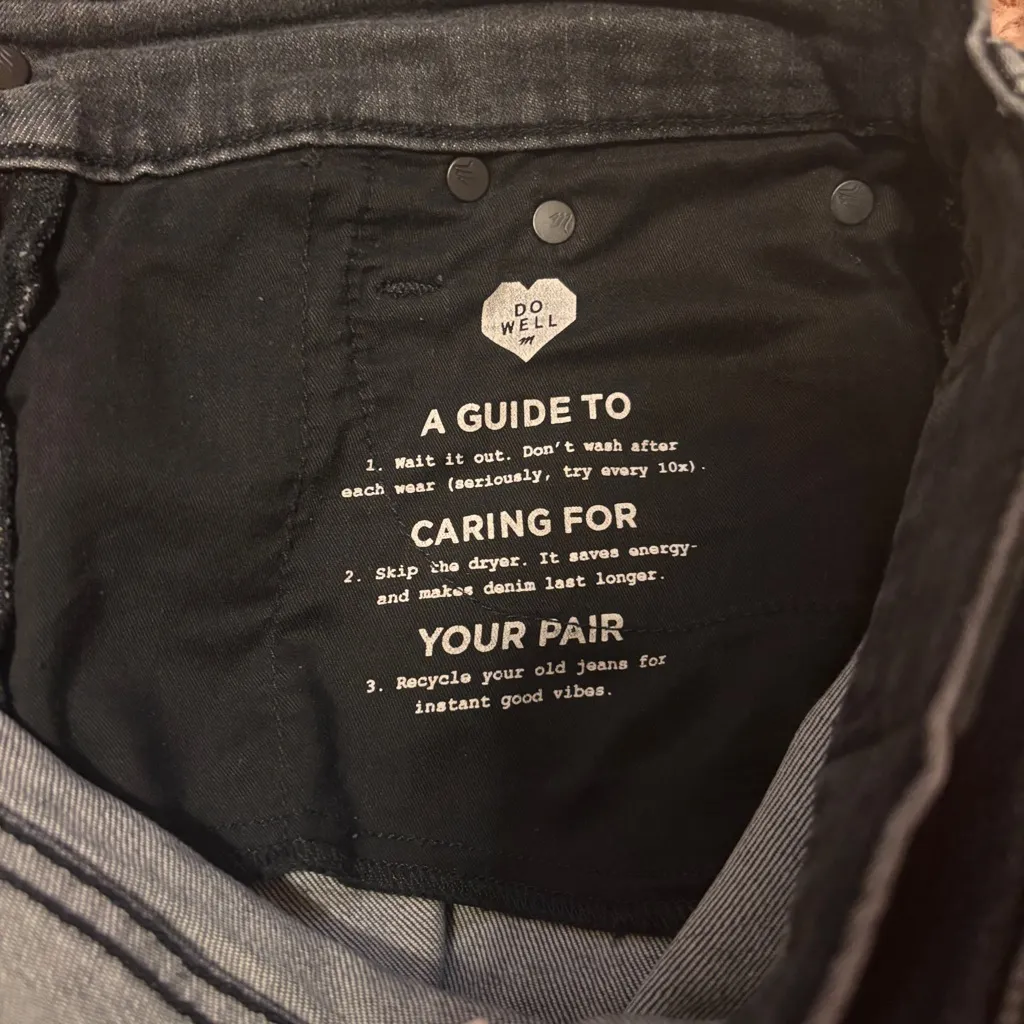 DO
WELL
m
A GUIDE TO
1. Wait it out. Don't wash after
each wear (seriously, try every 10x).
CARING FOR
2. Skip the dryer. It saves energy-
and makes denim last longer.
YOUR PAIR
3. Recycle your old jeans for
instant good vibes.